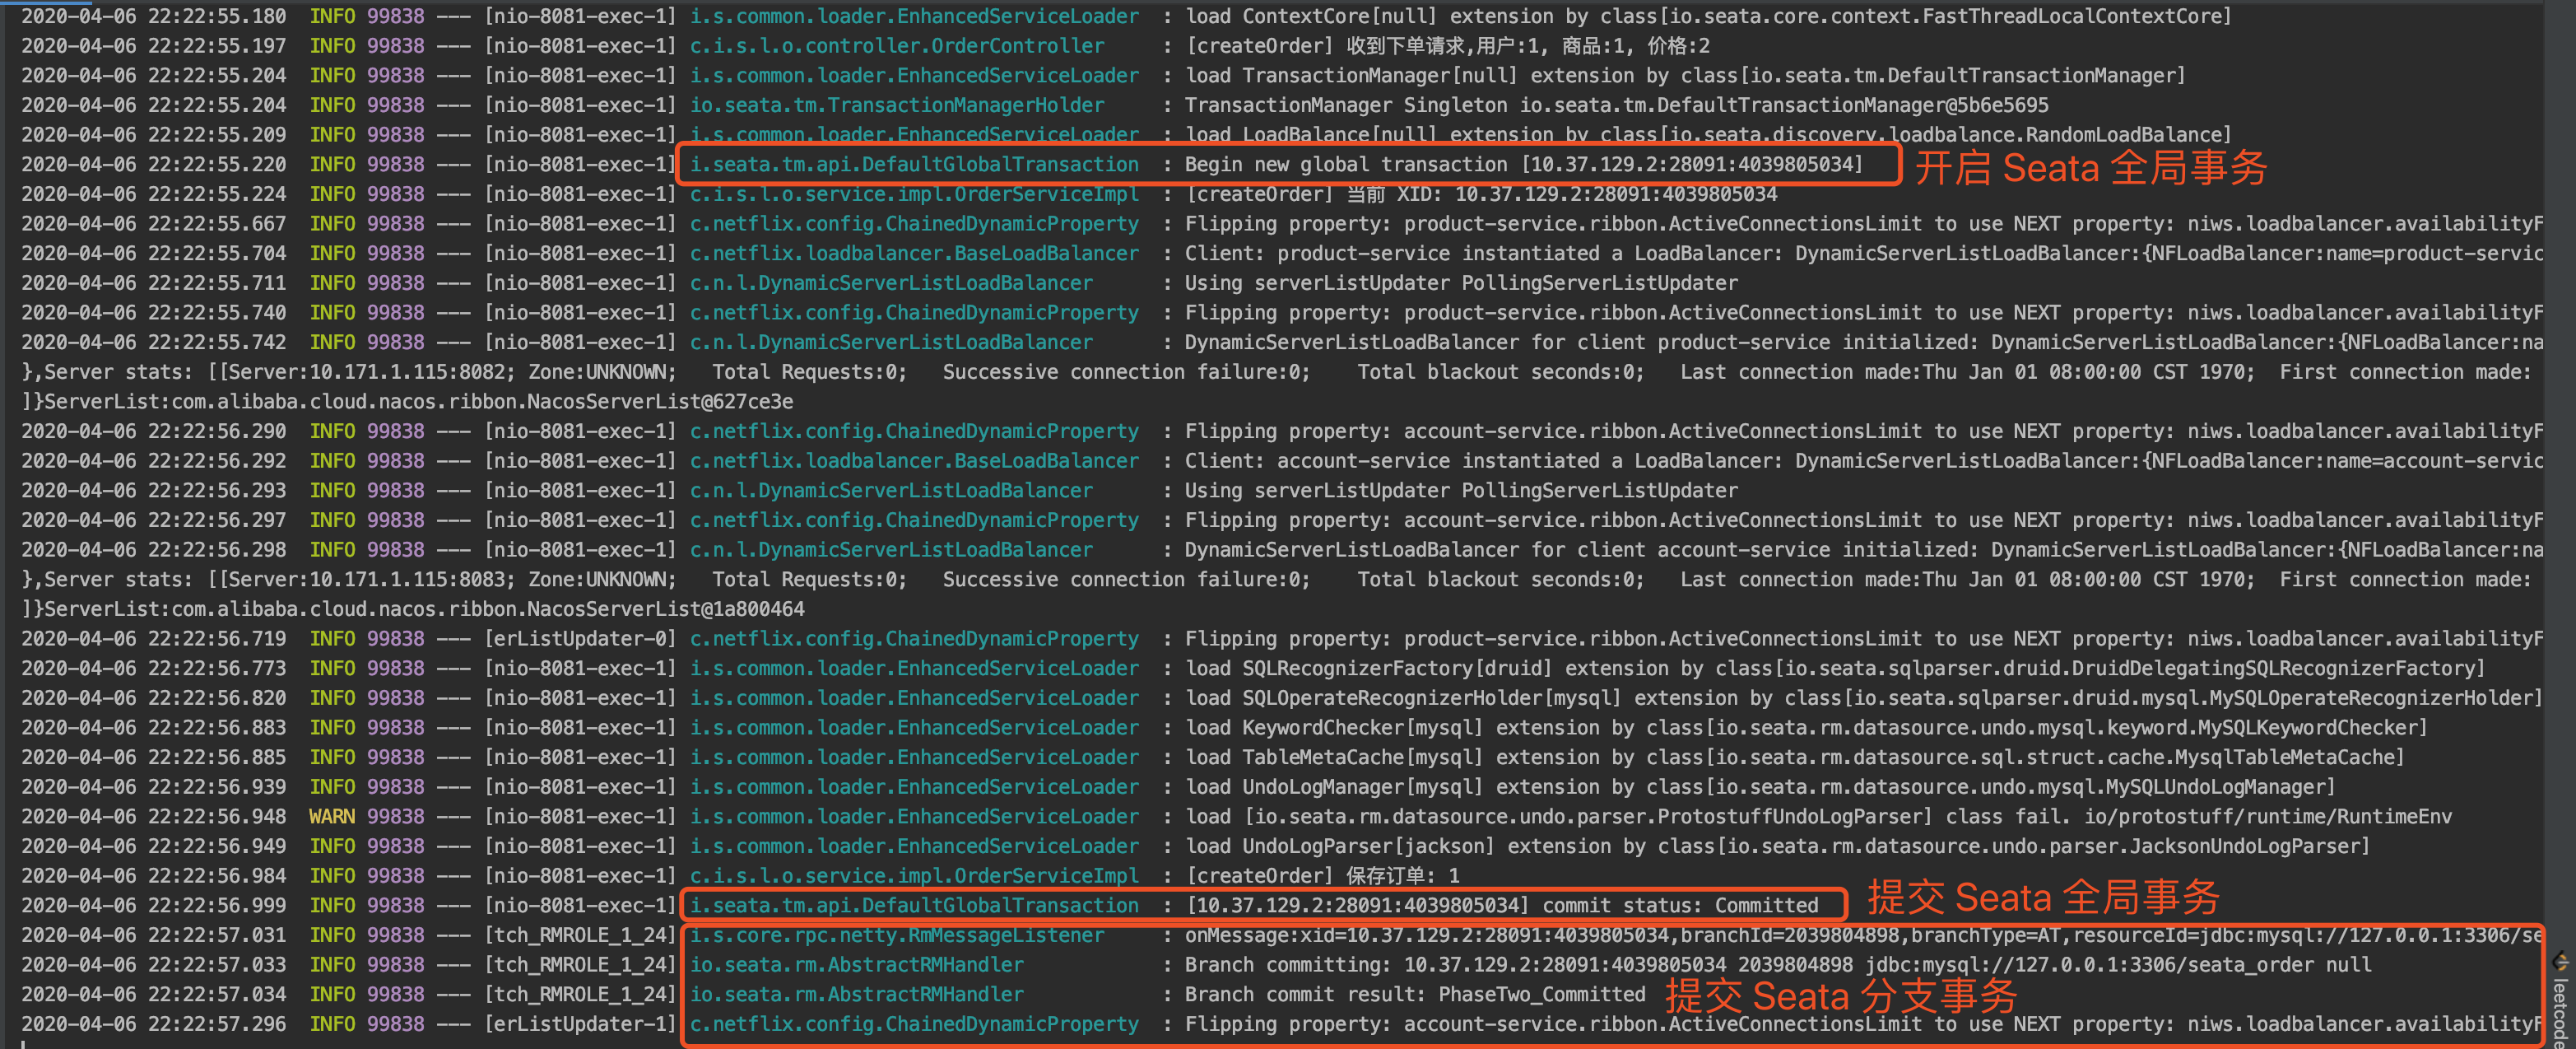 2020-04-06 22:22:55.180  INFO 99838 --- [nio-8081-exec-1] i.s.common.loader.EnhancedServiceLoader  : load ContextCore[null] extension by class[io.seata.core.context.FastThreadLocalContextCore]
2020-04-06 22:22:55.197  INFO 99838 --- [nio-8081-exec-1] c.i.s.l.o.controller.OrderController     : [createOrder] 收到下单请求,用户:1, 商品:1, 价格:2
2020-04-06 22:22:55.204  INFO 99838 --- [nio-8081-exec-1] i.s.common.loader.EnhancedServiceLoader  : load TransactionManager[null] extension by class[io.seata.tm.DefaultTransactionManager]
2020-04-06 22:22:55.204  INFO 99838 --- [nio-8081-exec-1] io.seata.tm.TransactionManagerHolder     : TransactionManager Singleton io.seata.tm.DefaultTransactionManager@5b6e5695
2020-04-06 22:22:55.209  INFO 99838 --- [nio-8081-exec-1] i.s.common.loader.EnhancedServiceLoader  : load LoadBalance[null] extension by class[io.seata.discovery.loadbalance.RandomLoadBalance]
2020-04-06 22:22:55.220  INFO 99838 --- [nio-8081-exec-1] i.seata.tm.api.DefaultGlobalTransaction  : Begin new global transaction [10.37.129.2:28091:4039805034] 开启 Seata 全局事务
2020-04-06 22:22:55.224  INFO 99838 --- [nio-8081-exec-1] c.i.s.l.o.service.impl.OrderServiceImpl  : [createOrder] 当前 XID: 10.37.129.2:28091:4039805034
2020-04-06 22:22:55.667  INFO 99838 --- [nio-8081-exec-1] c.netflix.config.ChainedDynamicProperty  : Flipping property: product-service.ribbon.ActiveConnectionsLimit to use NEXT property: niws.loadbalancer.availabilityF
2020-04-06 22:22:55.704  INFO 99838 --- [nio-8081-exec-1] c.netflix.loadbalancer.BaseLoadBalancer  : Client: product-service instantiated a LoadBalancer: DynamicServerListLoadBalancer:{NFLoadBalancer:name=product-servic
2020-04-06 22:22:55.711  INFO 99838 --- [nio-8081-exec-1] c.n.l.DynamicServerListLoadBalancer      : Using serverListUpdater PollingServerListUpdater
2020-04-06 22:22:55.740  INFO 99838 --- [nio-8081-exec-1] c.netflix.config.ChainedDynamicProperty  : Flipping property: product-service.ribbon.ActiveConnectionsLimit to use NEXT property: niws.loadbalancer.availabilityF
2020-04-06 22:22:55.742  INFO 99838 --- [nio-8081-exec-1] c.n.l.DynamicServerListLoadBalancer      : DynamicServerListLoadBalancer for client product-service initialized: DynamicServerListLoadBalancer:{NFLoadBalancer:na
},Server stats: [[Server:10.171.1.115:8082;	Zone:UNKNOWN;	Total Requests:0;	Successive connection failure:0;	Total blackout seconds:0;	Last connection made:Thu Jan 01 08:00:00 CST 1970;	First connection made:
]}ServerList:com.alibaba.cloud.nacos.ribbon.NacosServerList@627ce3e
2020-04-06 22:22:56.290  INFO 99838 --- [nio-8081-exec-1] c.netflix.config.ChainedDynamicProperty  : Flipping property: account-service.ribbon.ActiveConnectionsLimit to use NEXT property: niws.loadbalancer.availabilityF
2020-04-06 22:22:56.292  INFO 99838 --- [nio-8081-exec-1] c.netflix.loadbalancer.BaseLoadBalancer  : Client: account-service instantiated a LoadBalancer: DynamicServerListLoadBalancer:{NFLoadBalancer:name=account-servic
2020-04-06 22:22:56.293  INFO 99838 --- [nio-8081-exec-1] c.n.l.DynamicServerListLoadBalancer      : Using serverListUpdater PollingServerListUpdater
2020-04-06 22:22:56.297  INFO 99838 --- [nio-8081-exec-1] c.netflix.config.ChainedDynamicProperty  : Flipping property: account-service.ribbon.ActiveConnectionsLimit to use NEXT property: niws.loadbalancer.availabilityF
2020-04-06 22:22:56.298  INFO 99838 --- [nio-8081-exec-1] c.n.l.DynamicServerListLoadBalancer      : DynamicServerListLoadBalancer for client account-service initialized: DynamicServerListLoadBalancer:{NFLoadBalancer:na
},Server stats: [[Server:10.171.1.115:8083;	Zone:UNKNOWN;	Total Requests:0;	Successive connection failure:0;	Total blackout seconds:0;	Last connection made:Thu Jan 01 08:00:00 CST 1970;	First connection made:
]}ServerList:com.alibaba.cloud.nacos.ribbon.NacosServerList@1a800464
2020-04-06 22:22:56.719  INFO 99838 --- [erListUpdater-0] c.netflix.config.ChainedDynamicProperty  : Flipping property: product-service.ribbon.ActiveConnectionsLimit to use NEXT property: niws.loadbalancer.availabilityF
2020-04-06 22:22:56.773  INFO 99838 --- [nio-8081-exec-1] i.s.common.loader.EnhancedServiceLoader  : load SQLRecognizerFactory[druid] extension by class[io.seata.sqlparser.druid.DruidDelegatingSQLRecognizerFactory]
2020-04-06 22:22:56.820  INFO 99838 --- [nio-8081-exec-1] i.s.common.loader.EnhancedServiceLoader  : load SQLOperateRecognizerHolder[mysql] extension by class[io.seata.sqlparser.druid.mysql.MySQLOperateRecognizerHolder]
2020-04-06 22:22:56.883  INFO 99838 --- [nio-8081-exec-1] i.s.common.loader.EnhancedServiceLoader  : load KeywordChecker[mysql] extension by class[io.seata.rm.datasource.undo.mysql.keyword.MySQLKeywordChecker]
2020-04-06 22:22:56.885  INFO 99838 --- [nio-8081-exec-1] i.s.common.loader.EnhancedServiceLoader  : load TableMetaCache[mysql] extension by class[io.seata.rm.datasource.sql.struct.cache.MysqlTableMetaCache]
2020-04-06 22:22:56.939  INFO 99838 --- [nio-8081-exec-1] i.s.common.loader.EnhancedServiceLoader  : load UndoLogManager[mysql] extension by class[io.seata.rm.datasource.undo.mysql.MySQLUndoLogManager]
2020-04-06 22:22:56.948  WARN 99838 --- [nio-8081-exec-1] i.s.common.loader.EnhancedServiceLoader  : load [io.seata.rm.datasource.undo.parser.ProtostuffUndoLogParser] class fail. io/protostuff/runtime/RuntimeEnv
2020-04-06 22:22:56.949  INFO 99838 --- [nio-8081-exec-1] i.s.common.loader.EnhancedServiceLoader  : load UndoLogParser[jackson] extension by class[io.seata.rm.datasource.undo.parser.JacksonUndoLogParser]
2020-04-06 22:22:56.984  INFO 99838 --- [nio-8081-exec-1] c.i.s.l.o.service.impl.OrderServiceImpl  : [createOrder] 保存订单: 1
2020-04-06 22:22:56.999  INFO 99838 --- [nio-8081-exec-1] i.seata.tm.api.DefaultGlobalTransaction  : [10.37.129.2:28091:4039805034] commit status: Committed 提交 Seata 全局事务
2020-04-06 22:22:57.031  INFO 99838 --- [tch_RMROLE_1_24] i.s.core.rpc.netty.RmMessageListener     : onMessage:xid=10.37.129.2:28091:4039805034,branchId=2039804898,branchType=AT,resourceId=jdbc:mysql://127.0.0.1:3306/se
2020-04-06 22:22:57.033  INFO 99838 --- [tch_RMROLE_1_24] io.seata.rm.AbstractRMHandler            : Branch committing: 10.37.129.2:28091:4039805034 2039804898 jdbc:mysql://127.0.0.1:3306/seata_order null
2020-04-06 22:22:57.034  INFO 99838 --- [tch_RMROLE_1_24] io.seata.rm.AbstractRMHandler            : Branch commit result: PhaseTwo_Committed 提交 Seata 分支事务
2020-04-06 22:22:57.296  INFO 99838 --- [erListUpdater-1] c.netflix.config.ChainedDynamicProperty  : Flipping property: account-service.ribbon.ActiveConnectionsLimit to use NEXT property: niws.loadbalancer.availabilityF
leetcode